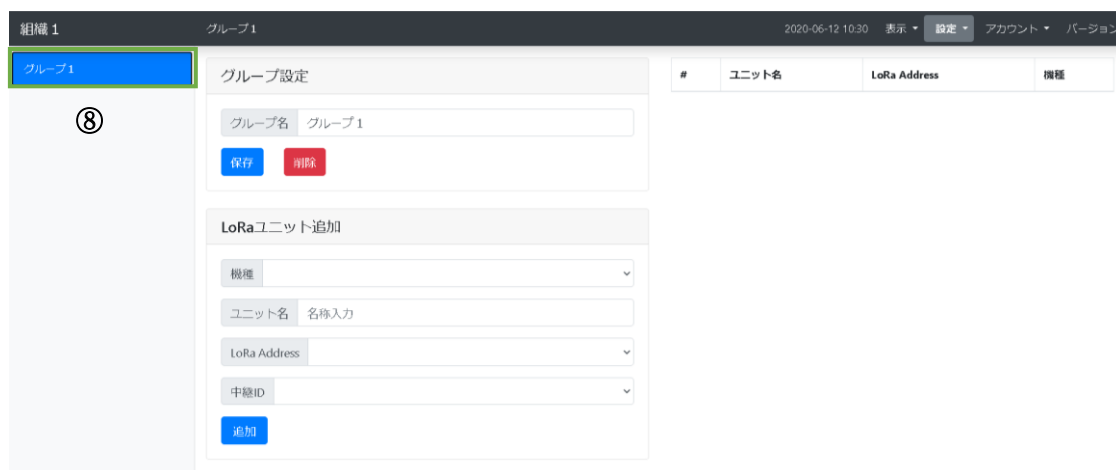 組織 1 グループ 1 2020-06-12 10:30 表示 設定 アカウント バージョン
グループ 1
⑧
グループ設定
グループ名 グループ 1
保存 削除
LoRaユニット追加
機種
ユニット名 名称入力
LoRa Address
中継ID
追加
# ユニット名 LoRa Address 機種